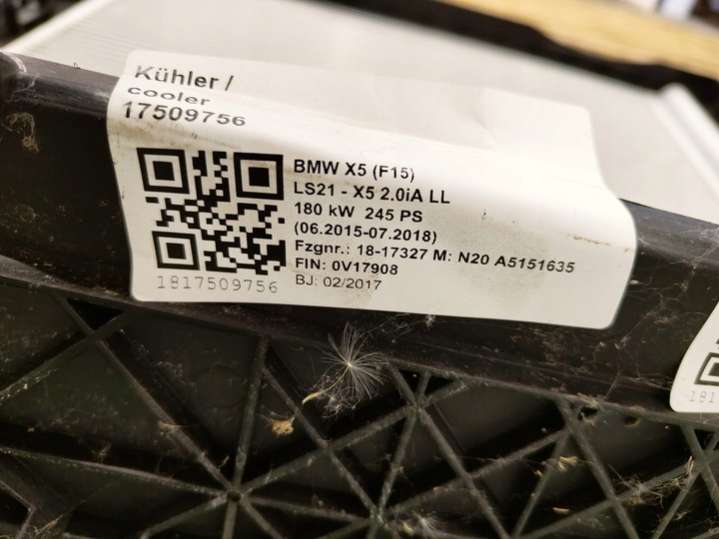 Kühler /
cooler
17509756
BMW X5 (F15)
LS21 - X5 2.0iA LL
180 kW 245 PS
(06.2015-07.2018)
Fzgnr.: 18-17327 M: N20 A5151635
FIN: 0V17908
BJ: 02/2017
1817509756
181